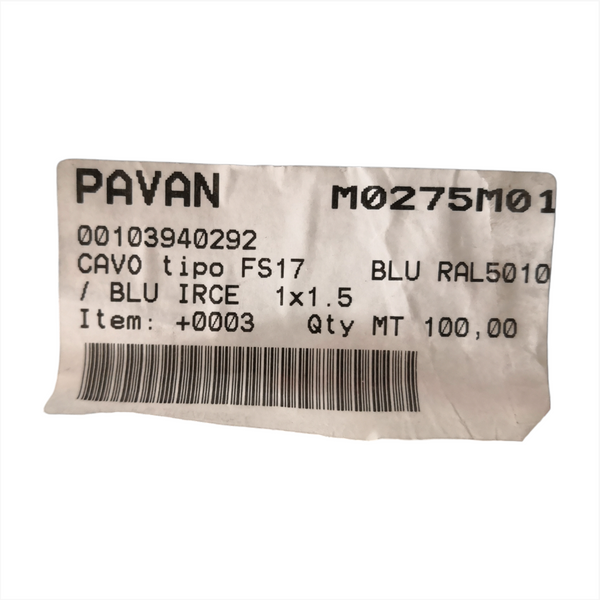 PAVAN M0275M01
00103940292
CAVO tipo FS17 BLU RAL5010
/ BLU IRCE 1x1.5
Item: +0003 Qty MT 100,00